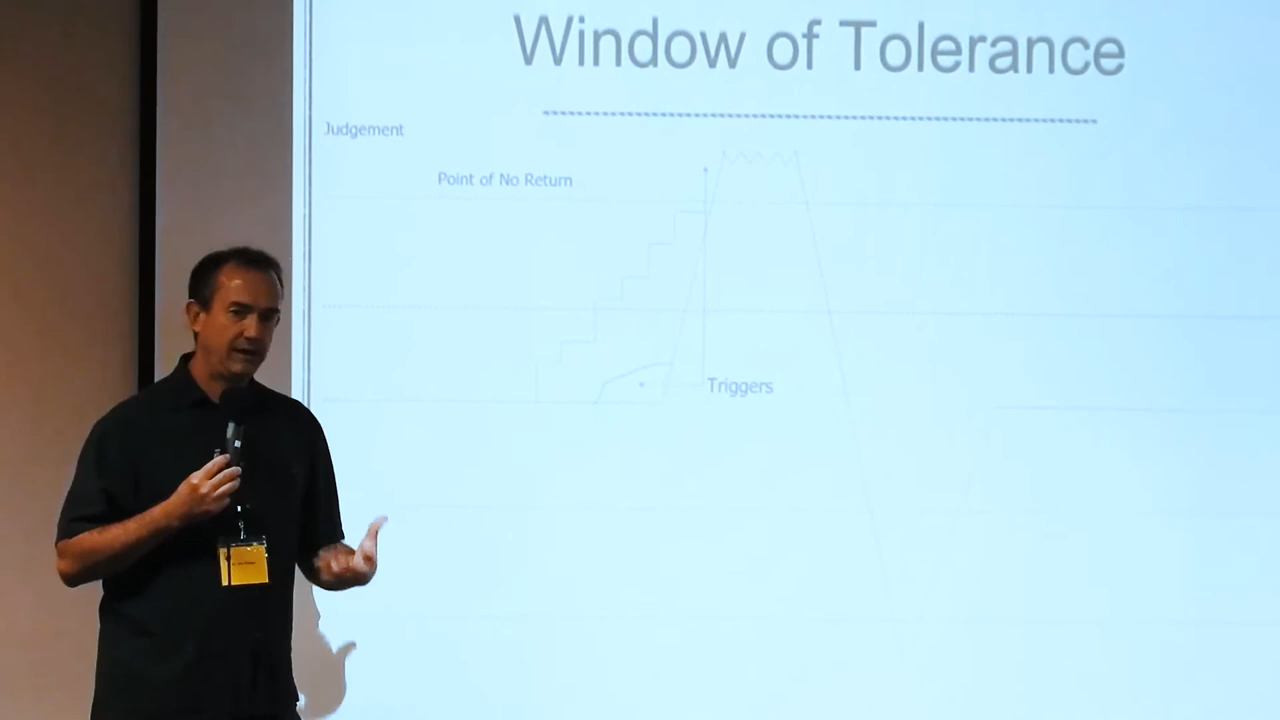 Window of Tolerance
Judgement
Point of No Return
Triggers